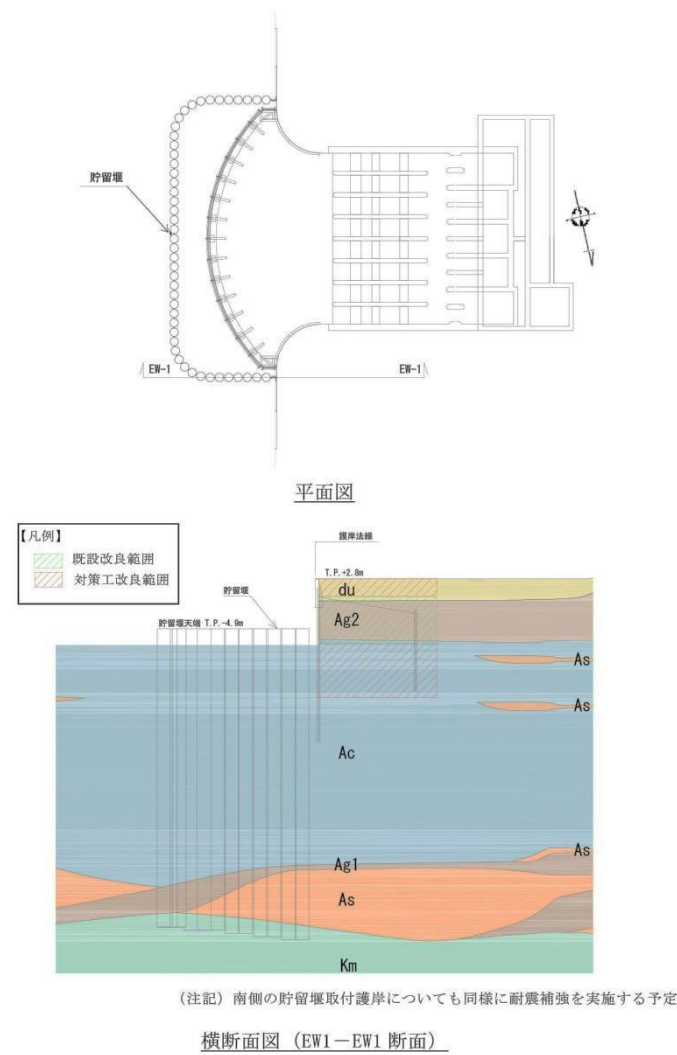 貯留堰
EW-1 EW-1
平面図
【凡例】
既設改良範囲
対策工改良範囲
護岸法線
T.P.+2.8m
du
貯留堰
Ag2
貯留堰天端 T.P.-4.9m
As
As
Ac
As
Ag1
As
Km
(注記)南側の貯留堰取付護岸についても同様に耐震補強を実施する予定
横断面図(EW1-EW1 断面)